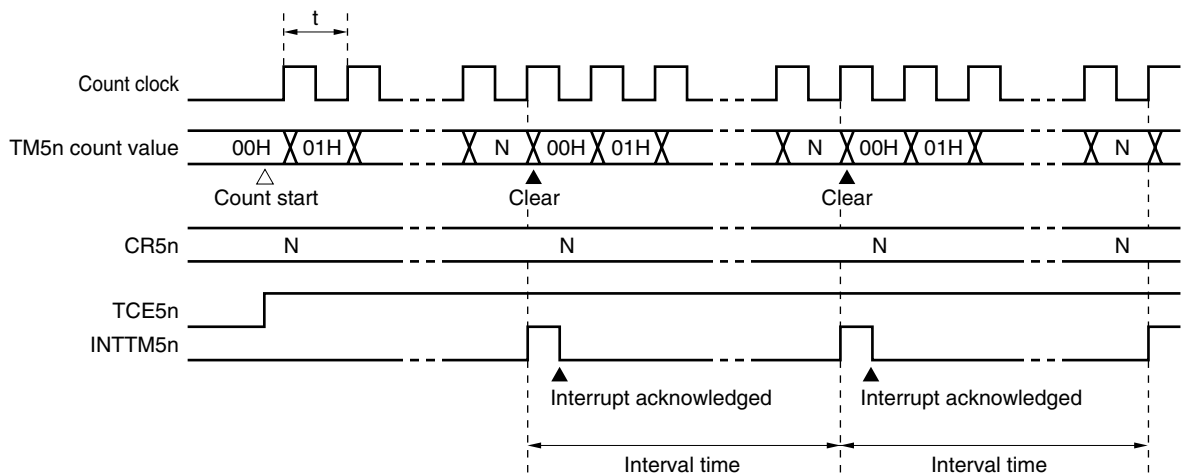 t
Count clock
TM5n count value 00H 01H N 00H 01H N 00H 01H N
Count start Clear Clear
CR5n N N N N
TCE5n
INTTM5n
Interrupt acknowledged Interrupt acknowledged
Interval time Interval time